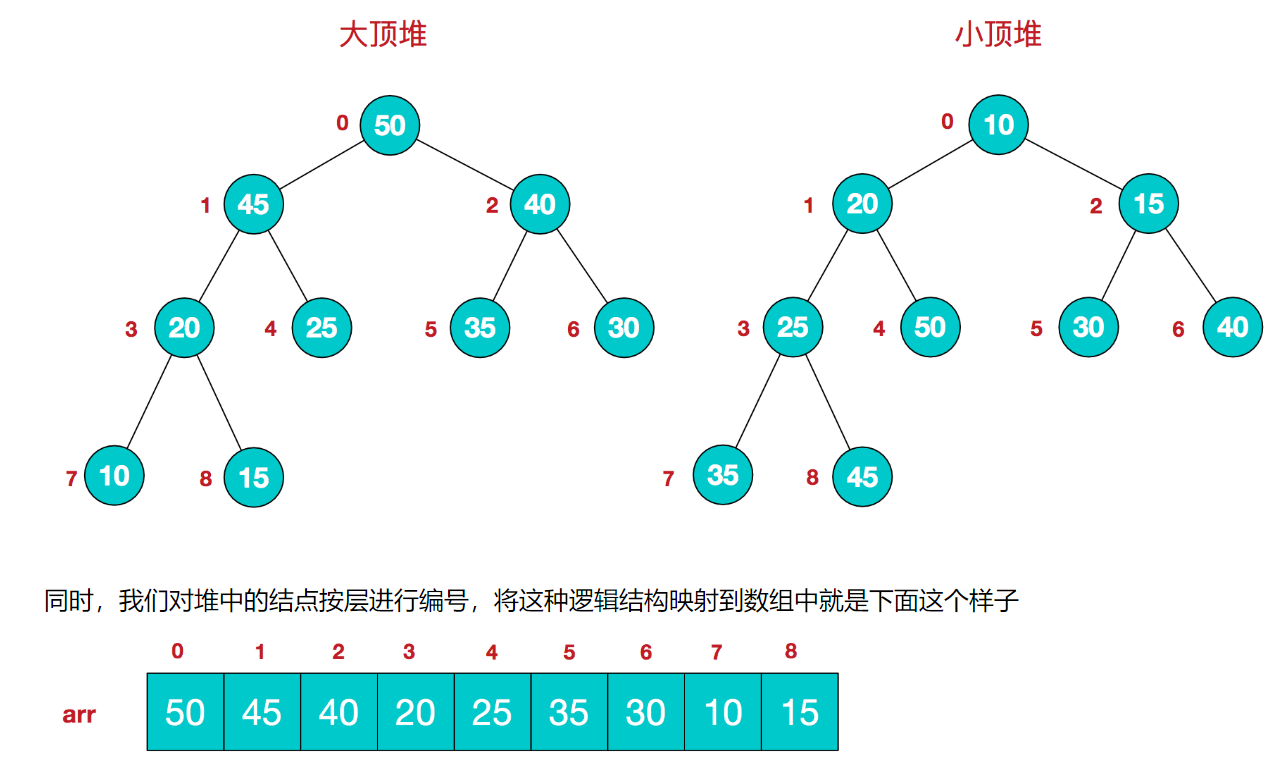 大顶堆 小顶堆
0 50 0 10
1 45 2 40 1 20 2 15
3 20 4 25 5 35 6 30 3 25 4 50 5 30 6 40
7 10 8 15 7 35 8 45
同时，我们对堆中的结点按层进行编号，将这种逻辑结构映射到数组中就是下面这个样子
0 1 2 3 4 5 6 7 8
arr 50 45 40 20 25 35 30 10 15